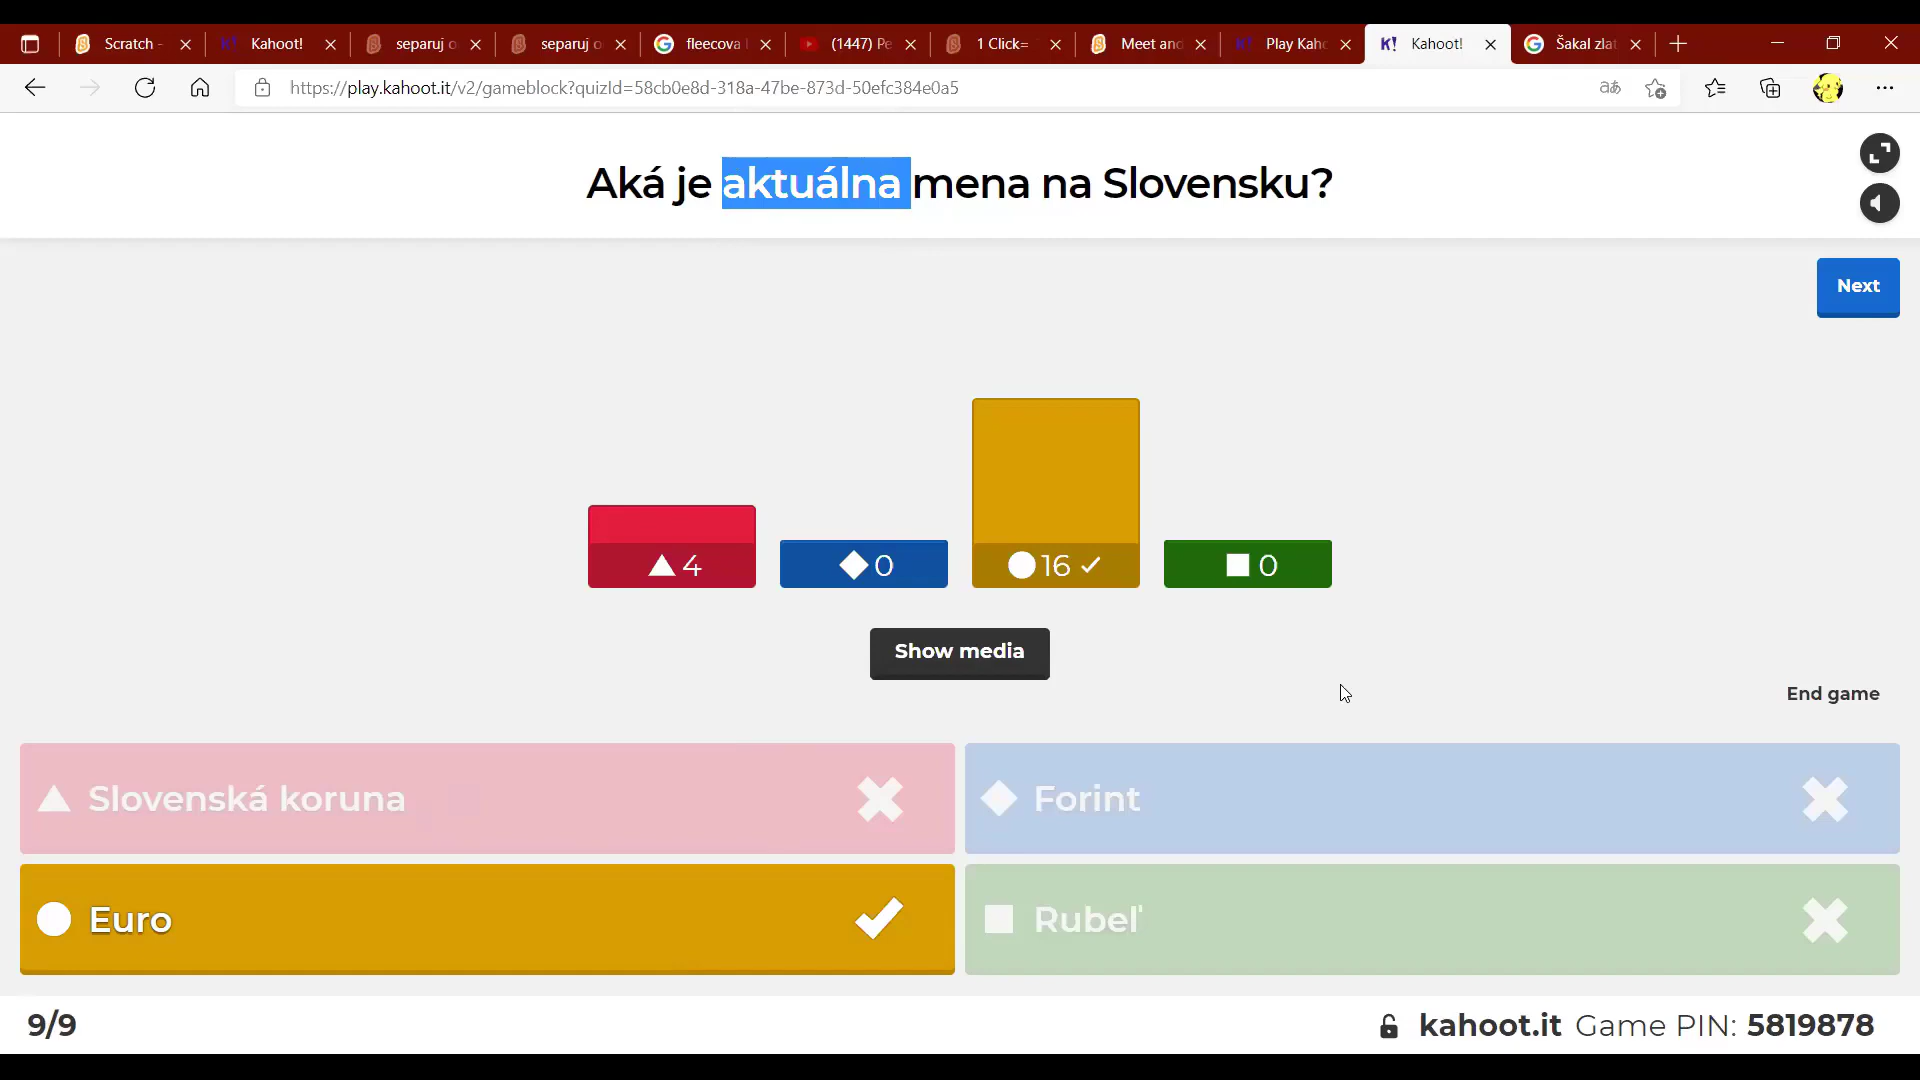 Scratch -
Kahoot!
separuj o
separuj o
fleecova
(1447) Pe
1 Click=
Meet and
Play Kaho
Kahoot!
Šakal zlat
https://play.kahoot.it/v2/gameblock?quizId=58cb0e8d-318a-47be-873d-50efc384e0a5
Aká je aktuálna mena na Slovensku?
Next
4
0
16
0
Show media
End game
Slovenská koruna
Forint
Euro
Rubeľ
9/9
kahoot.it Game PIN: 5819878